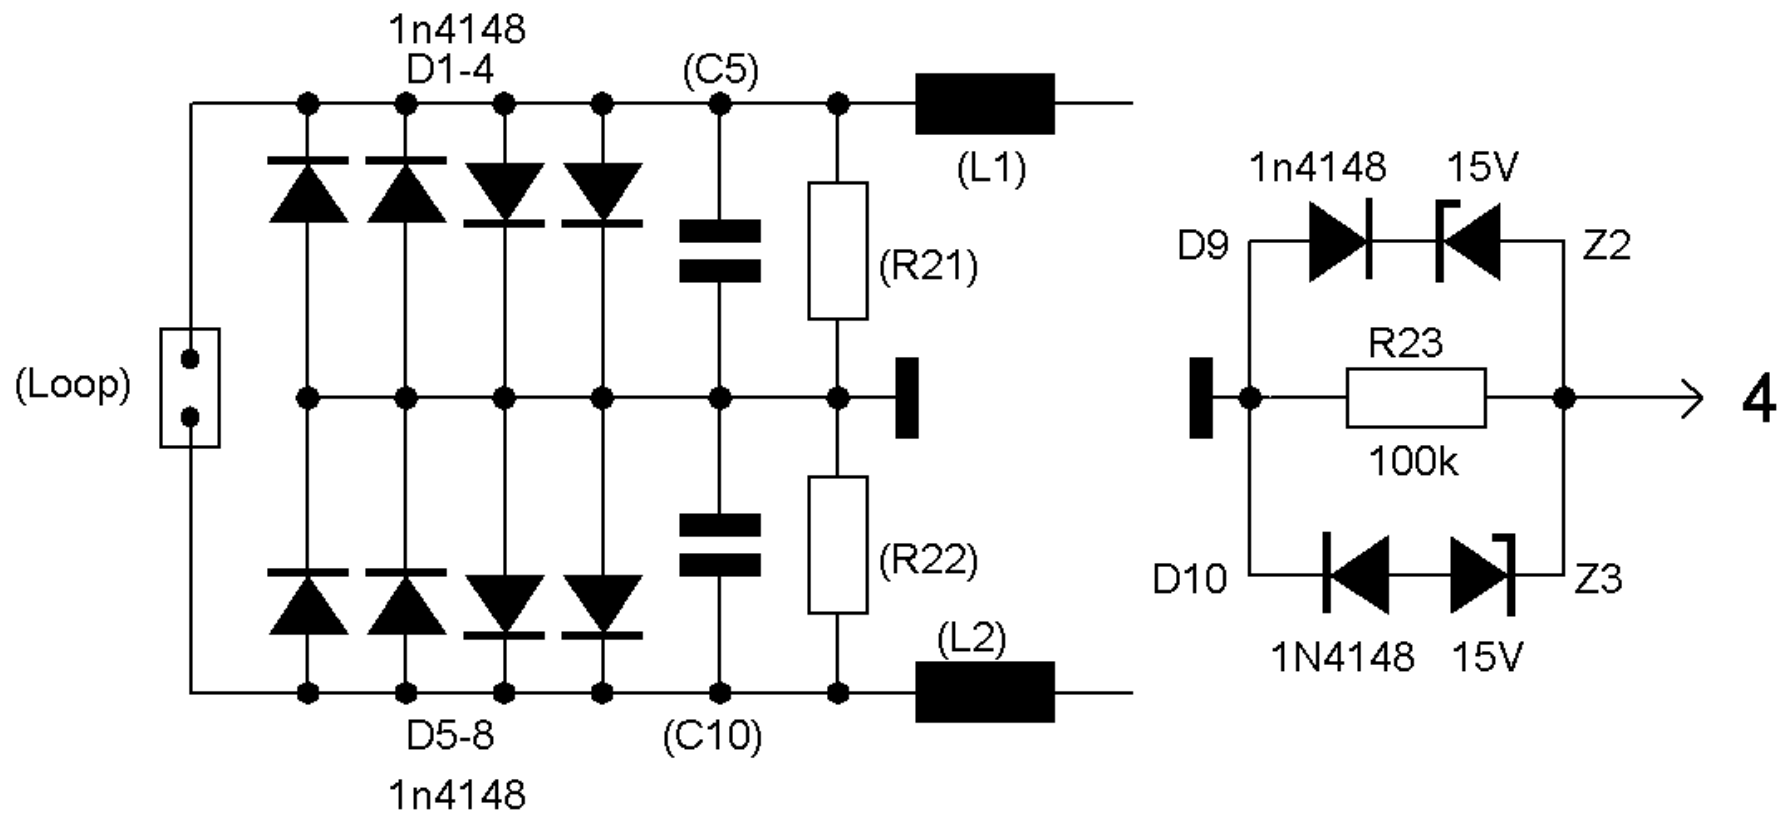 1n4148
D1-4
(C5)
(L1)
1n4148
15V
D9
Z2
(R21)
R23
(Loop)
4
100k
(R22)
D10
Z3
(L2)
1N4148
15V
D5-8
(C10)
1n4148